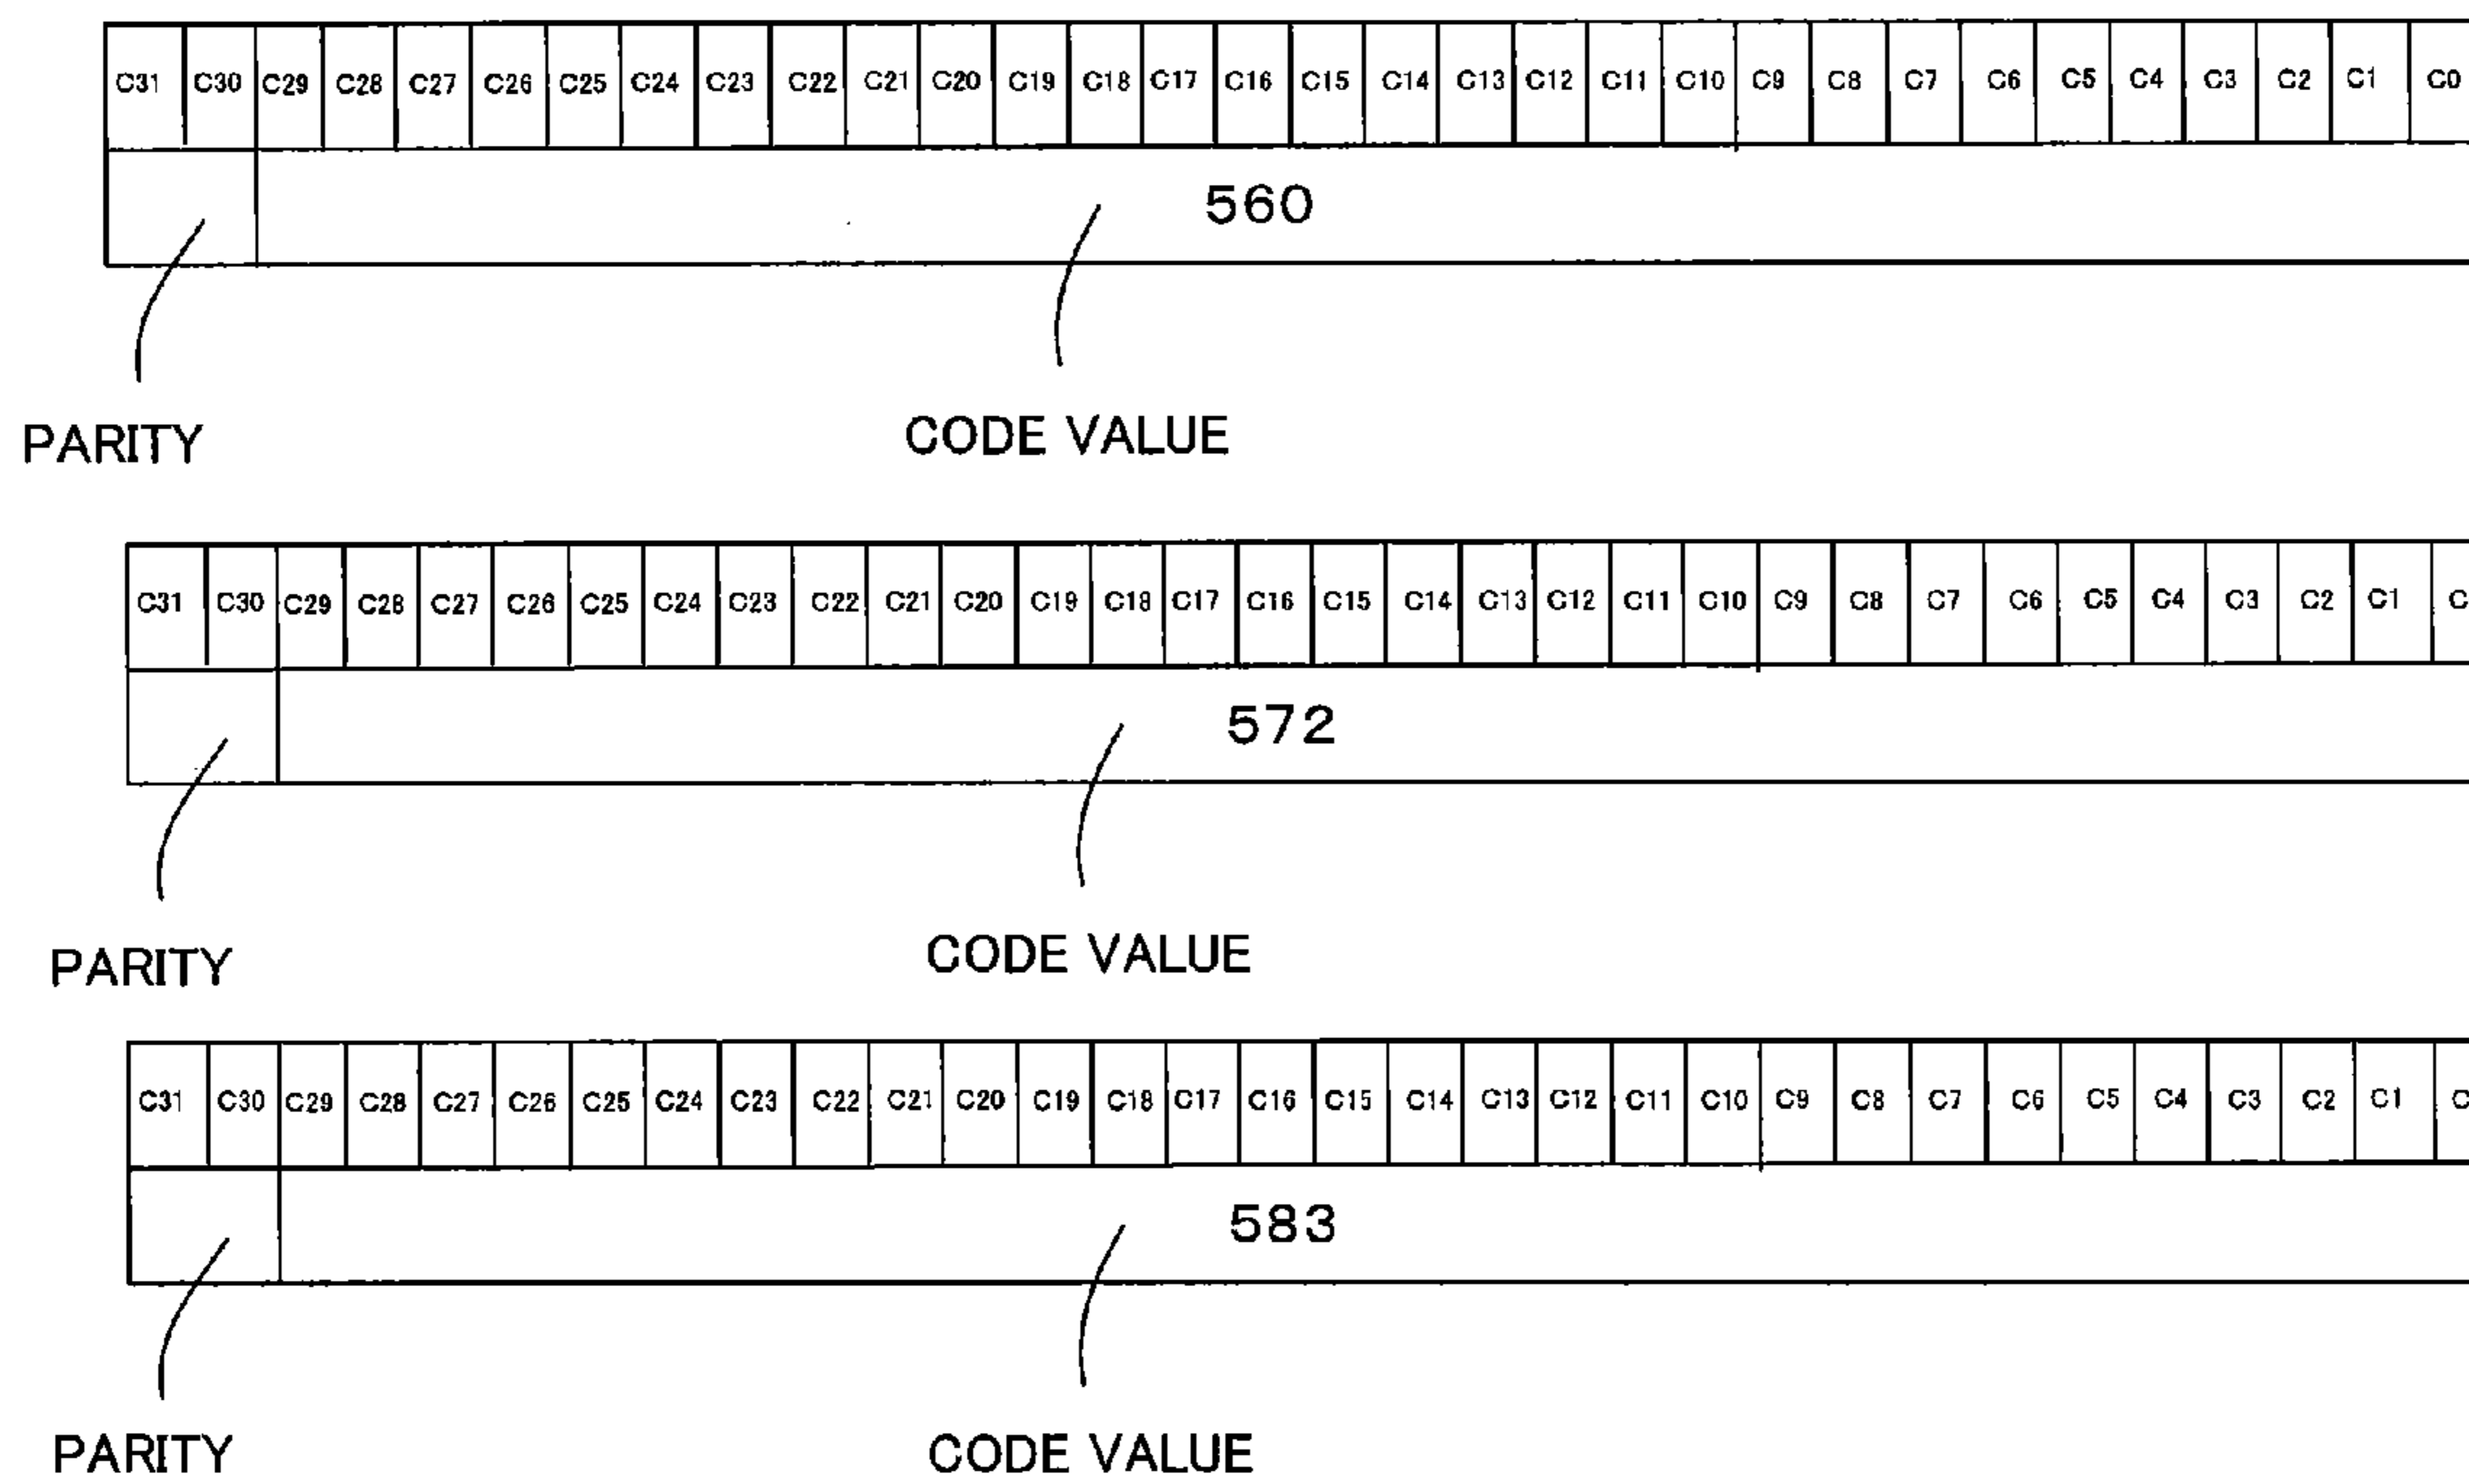 C31 C30 C29 C28 C27 C26 C25 C24 C23 C22 C21 C20 C19 C18 C17 C16 C15 C14 C13 C12 C11 C10 C9 C8 C7 C6 C5 C4 C3 C2 C1 C0
560
PARITY CODE VALUE
C31 C30 C29 C28 C27 C26 C25 C24 C23 C22 C21 C20 C19 C18 C17 C16 C15 C14 C13 C12 C11 C10 C9 C8 C7 C6 C5 C4 C3 C2 C1 C
572
PARITY CODE VALUE
C31 C30 C29 C28 C27 C26 C25 C24 C23 C22 C21 C20 C19 C18 C17 C16 C15 C14 C13 C12 C11 C10 C9 C8 C7 C6 C5 C4 C3 C2 C1 C
583
PARITY CODE VALUE